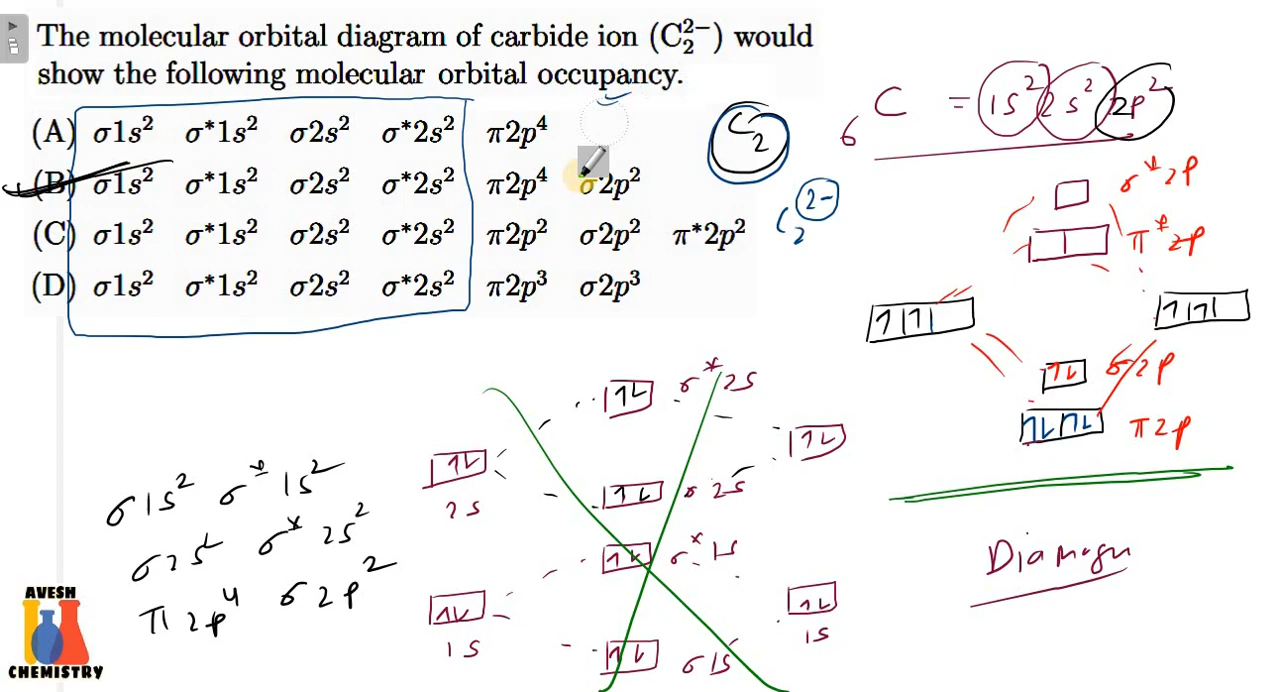 The molecular orbital diagram of carbide ion (C₂²⁻) would
show the following molecular orbital occupancy.
(A) σ1s² σ*1s² σ2s² σ*2s² π2p⁴
(B) σ1s² σ*1s² σ2s² σ*2s² π2p⁴ σ2p²
(C) σ1s² σ*1s² σ2s² σ*2s² π2p² σ2p² π*2p²
(D) σ1s² σ*1s² σ2s² σ*2s² π2p³ σ2p³
C₂
C₂²⁻
₆C = 1s² 2s² 2p²
σ*2p
π*2p
σ2p
π2p
σ*2s
2s
σ2s
σ*1s
1s
1s
σ1s
σ1s² σ*1s²
σ2s² σ*2s²
π2p⁴ σ2p²
Diamagn
AVESH
CHEMISTRY